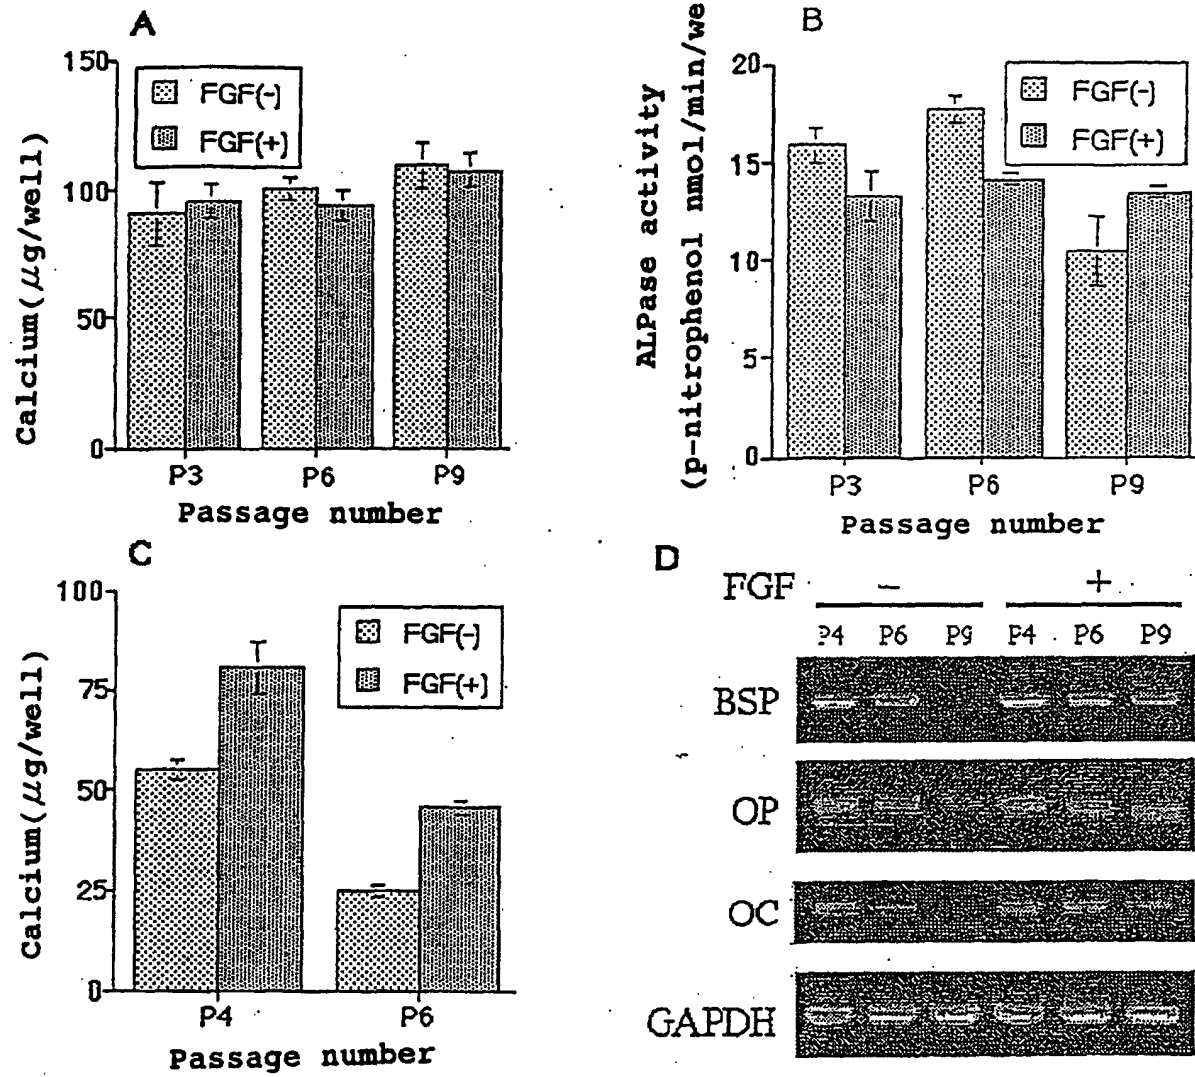 A
Calcium(μg/well)
150
100
50
0
FGF(-)
FGF(+)
P3 P6 P9
Passage number
B
ALPase activity
(p-nitrophenol nmol/min/we
20
15
10
5
0
FGF(-)
FGF(+)
P3 P6 P9
Passage number
C
Calcium(μg/well)
100
75
50
25
0
FGF(-)
FGF(+)
P4 P6
Passage number
D
FGF − +
P4 P6 P9 P4 P6 P9
BSP
OP
OC
GAPDH